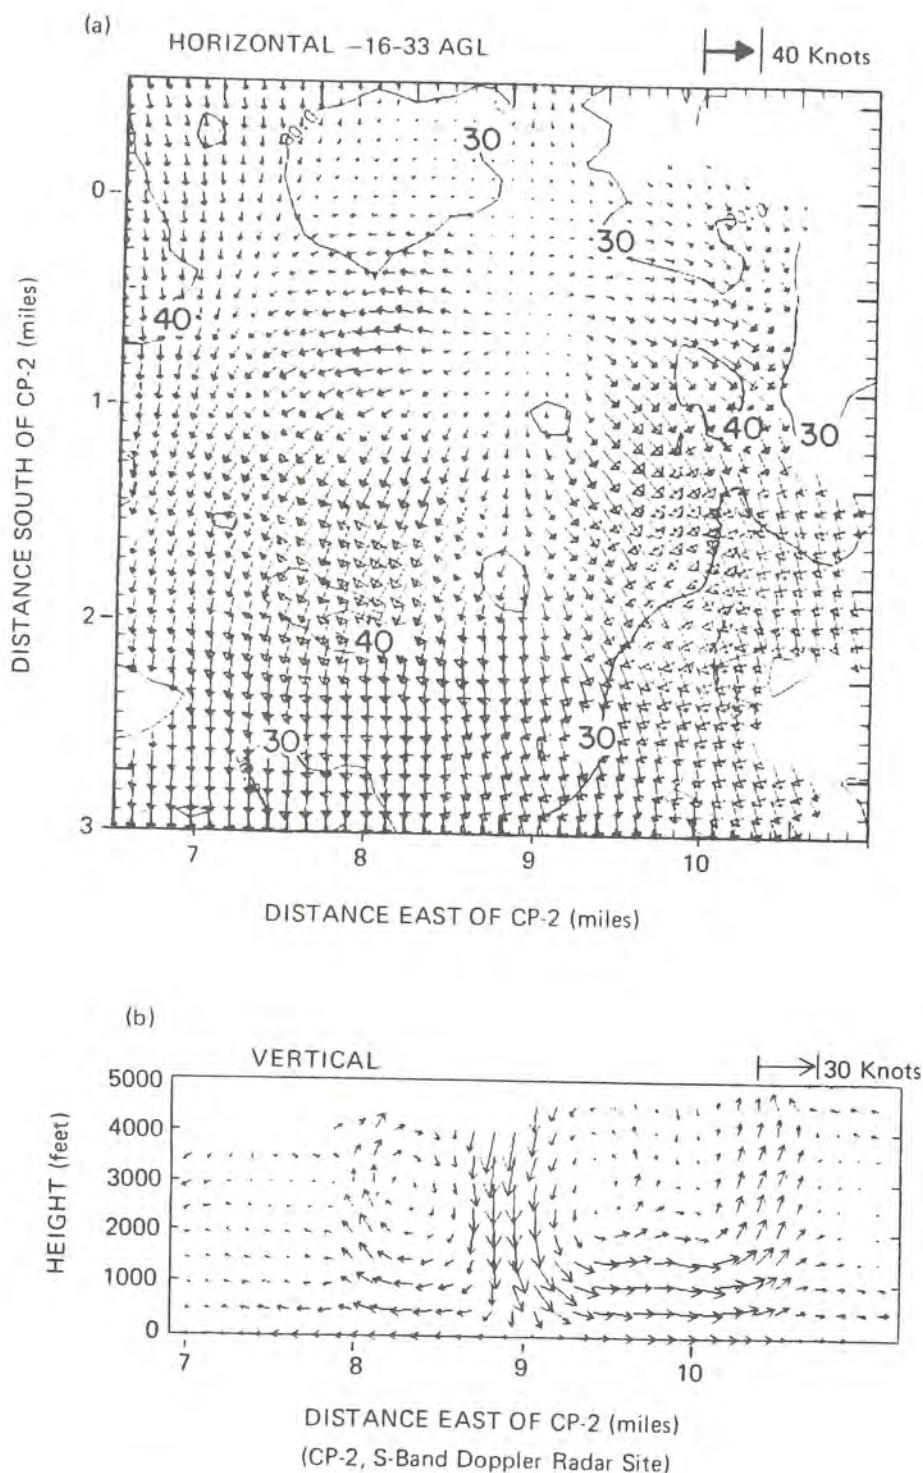 (a)
HORIZONTAL -16-33 AGL
40 Knots
30
0
30
40
1
40
30
2
40
30
30
3
7
8
9
10
DISTANCE SOUTH OF CP-2 (miles)
DISTANCE EAST OF CP-2 (miles)
(b)
VERTICAL
30 Knots
5000
4000
3000
2000
1000
0
HEIGHT (feet)
7
8
9
10
DISTANCE EAST OF CP-2 (miles)
(CP-2, S-Band Doppler Radar Site)